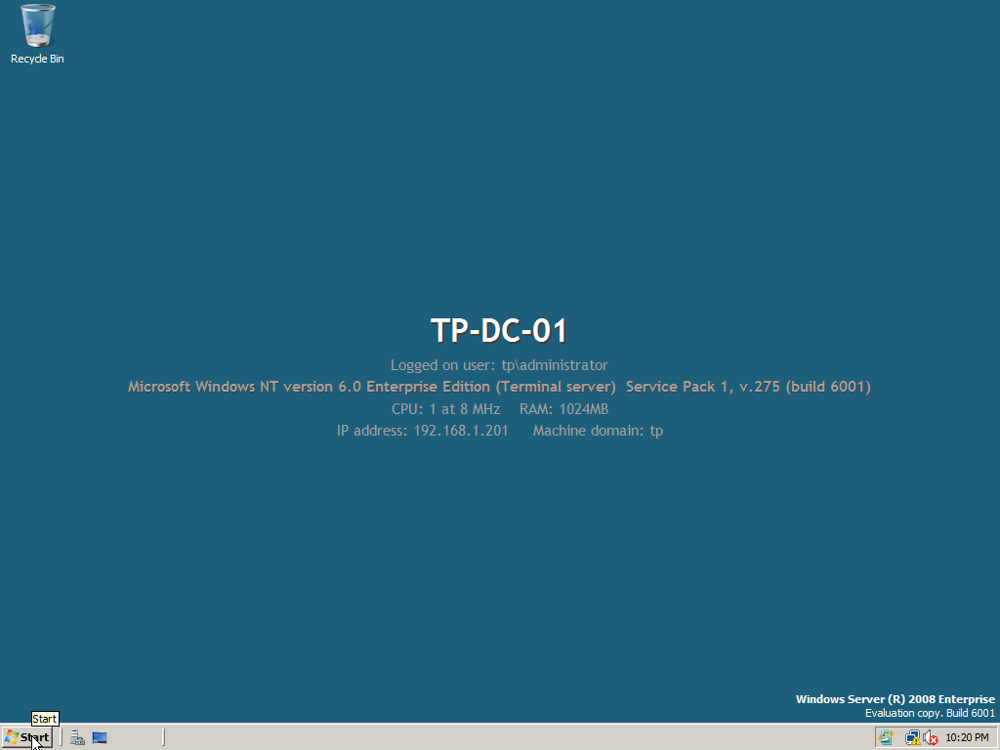 Recycle Bin
TP-DC-01
Logged on user: tp\administrator
Microsoft Windows NT version 6.0 Enterprise Edition (Terminal server)  Service Pack 1, v.275 (build 6001)
CPU: 1 at 8 MHz    RAM: 1024MB
IP address: 192.168.1.201    Machine domain: tp
Windows Server (R) 2008 Enterprise
Evaluation copy. Build 6001
Start
Start
10:20 PM